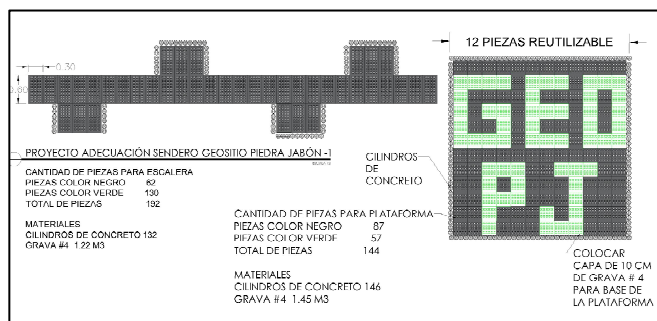 0.30
0.60
PROYECTO ADECUACIÓN SENDERO GEOSITIO PIEDRA JABÓN -1
CANTIDAD DE PIEZAS PARA ESCALERA
PIEZAS COLOR NEGRO 62
PIEZAS COLOR VERDE 130
TOTAL DE PIEZAS 192
MATERIALES
CILINDROS DE CONCRETO 132
GRAVA #4 1.22 M3
CANTIDAD DE PIEZAS PARA PLATAFORMA
PIEZAS COLOR NEGRO 87
PIEZAS COLOR VERDE 57
TOTAL DE PIEZAS 144
MATERIALES
CILINDROS DE CONCRETO 146
GRAVA #4 1.45 M3
12 PIEZAS REUTILIZABLE
GEO
PJ
CILINDROS
DE
CONCRETO
COLOCAR
CAPA DE 10 CM
DE GRAVA # 4
PARA BASE DE
LA PLATAFORMA